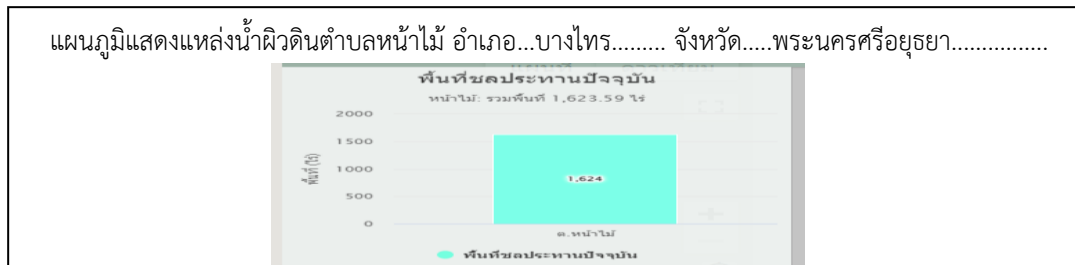 แผนภูมิแสดงแหล่งน้ำผิวดินตำบลหน้าไม้ อำเภอ...บางไทร......... จังหวัด.....พระนครศรีอยุธยา................
พื้นที่ชลประทานปัจจุบัน
หน้าไม้: รวมพื้นที่ 1,623.59 ไร่
2000
1500
1000
500
0
พื้นที่ (ไร่)
1,624
ต.หน้าไม้
พื้นที่ชลประทานปัจจุบัน